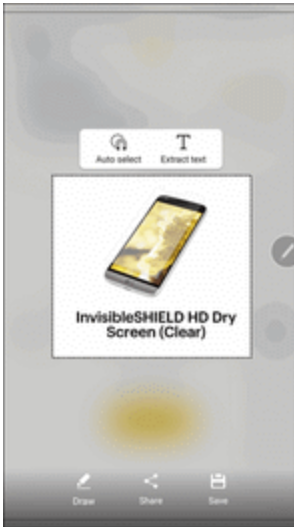 Auto select
Extract text
InvisibleSHIELD HD Dry
Screen (Clear)
Draw
Share
Save